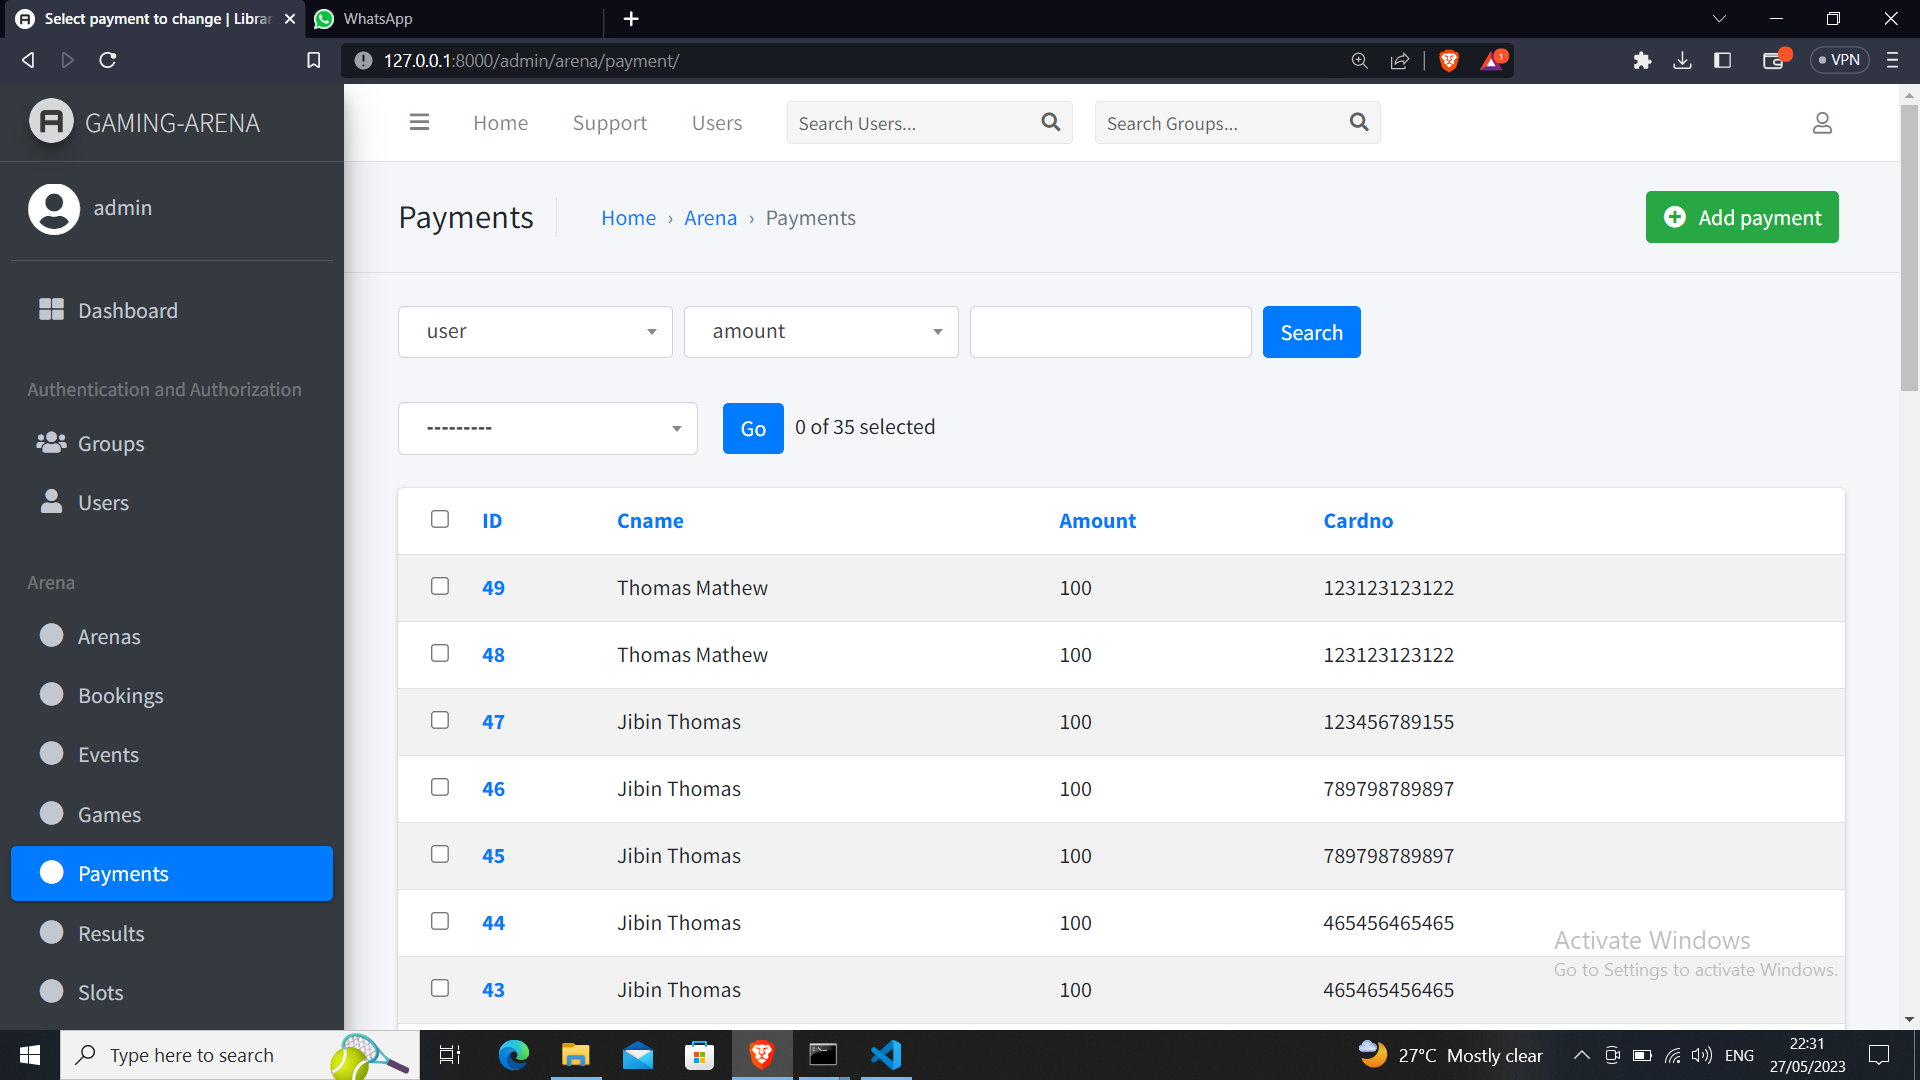 Select payment to change | Librar
WhatsApp
127.0.0.1:8000/admin/arena/payment/
1
VPN
GAMING-ARENA
Home
Support
Users
Search Users...
Search Groups...
admin
Payments
Home › Arena › Payments
Add payment
Dashboard
user
amount
Search
Authentication and Authorization
Groups
Users
---------
Go
0 of 35 selected
ID Cname Amount Cardno
49 Thomas Mathew 100 123123123122
48 Thomas Mathew 100 123123123122
47 Jibin Thomas 100 123456789155
46 Jibin Thomas 100 789798789897
45 Jibin Thomas 100 789798789897
44 Jibin Thomas 100 465456465465
43 Jibin Thomas 100 465465456465
Arena
Arenas
Bookings
Events
Games
Payments
Results
Slots
Activate Windows
Go to Settings to activate Windows.
Type here to search
27°C Mostly clear
ENG
22:31
27/05/2023